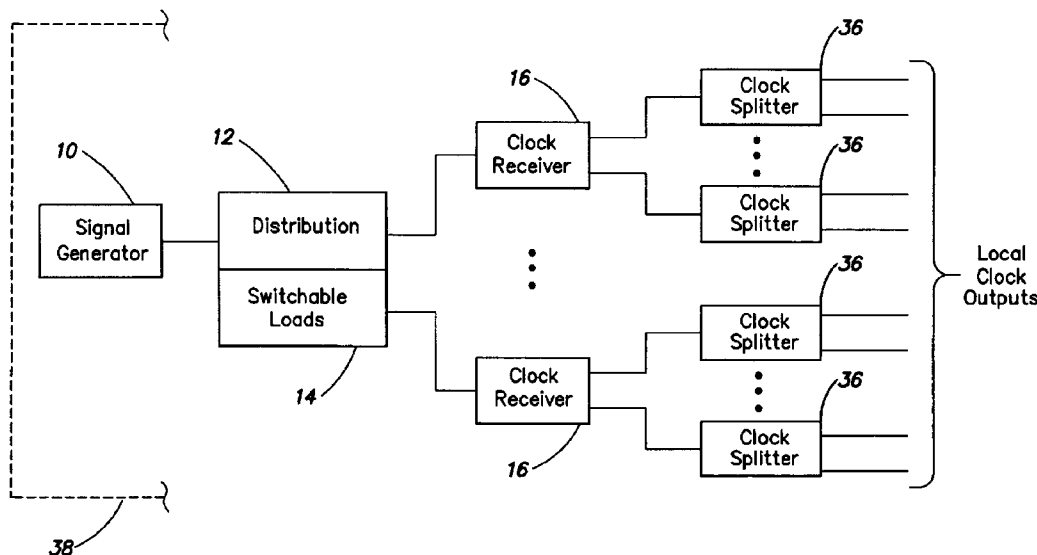 36
Clock
Splitter
16
12
Clock
Receiver
36
10
Clock
Splitter
Signal
Generator
Distribution
Local
Clock
Outputs
36
Switchable
Loads
Clock
Splitter
14
Clock
Receiver
36
Clock
Splitter
16
38